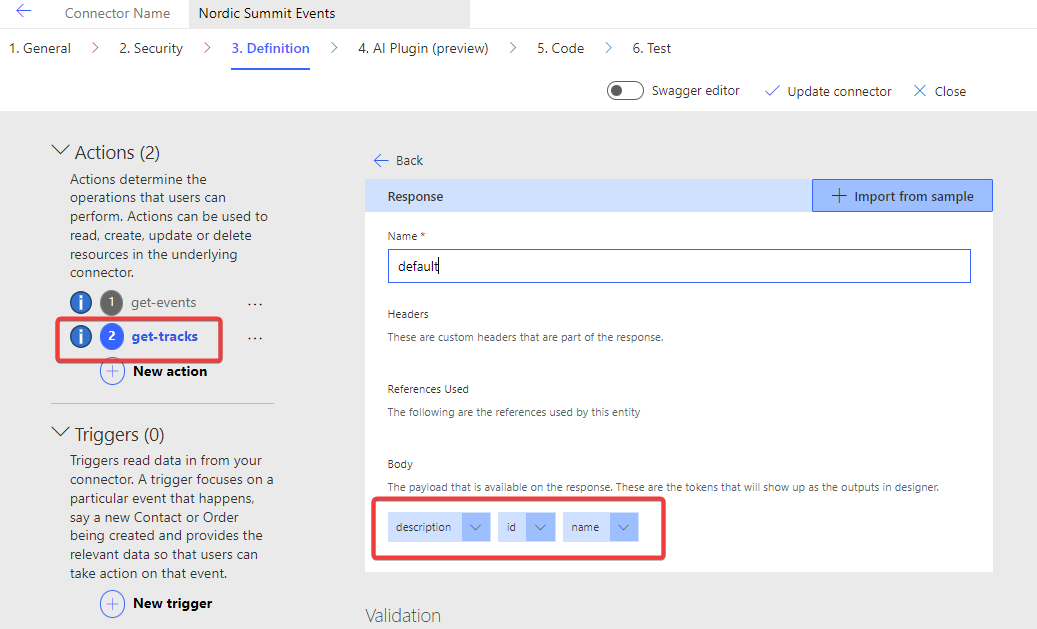 Connector Name Nordic Summit Events
1. General 2. Security 3. Definition 4. AI Plugin (preview) 5. Code 6. Test
Swagger editor Update connector Close
Actions (2)
Actions determine the
operations that users can
perform. Actions can be used to
read, create, update or delete
resources in the underlying
connector.
i 1 get-events ...
i 2 get-tracks ...
New action
Triggers (0)
Triggers read data in from your
connector. A trigger focuses on a
particular event that happens,
say a new Contact or Order
being created and provides the
relevant data so that users can
take action on that event.
New trigger
Back
Response Import from sample
Name *
default
Headers
These are custom headers that are part of the response.
References Used
The following are the references used by this entity
Body
The payload that is available on the response. These are the tokens that will show up as the outputs in designer.
description id name
Validation